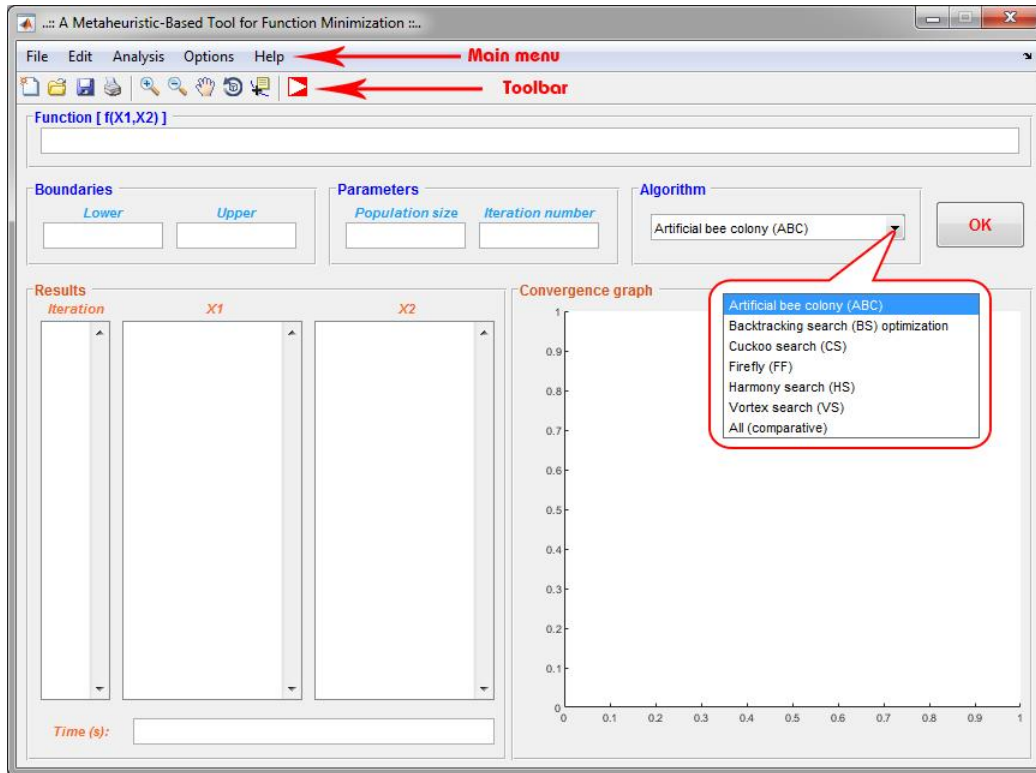 ..:: A Metaheuristic-Based Tool for Function Minimization ::..
File Edit Analysis Options Help
Main menu
Toolbar
Function [ f(X1,X2) ]
Boundaries
Lower Upper
Parameters
Population size Iteration number
Algorithm
Artificial bee colony (ABC)
OK
Artificial bee colony (ABC)
Backtracking search (BS) optimization
Cuckoo search (CS)
Firefly (FF)
Harmony search (HS)
Vortex search (VS)
All (comparative)
Results
Iteration X1 X2
Time (s):
Convergence graph
1
0.9
0.8
0.7
0.6
0.5
0.4
0.3
0.2
0.1
0
0 0.1 0.2 0.3 0.4 0.5 0.6 0.7 0.8 0.9 1